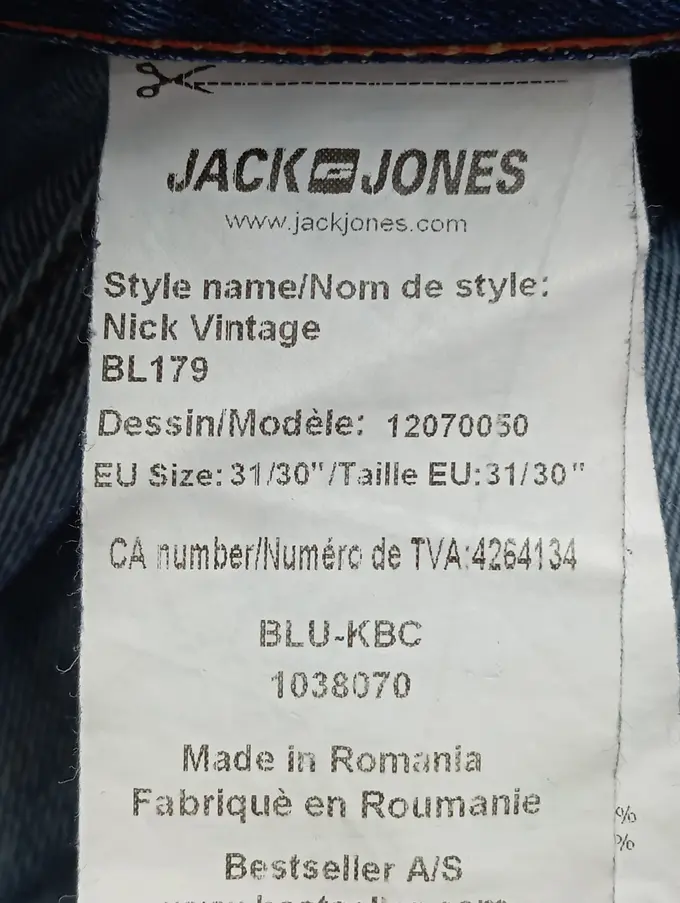 JACK JONES
www.jackjones.com
Style name/Nom de style:
Nick Vintage
BL179
Dessin/Modèle: 12070050
EU Size: 31/30"/Taille EU:31/30"
CA number/Numéro de TVA:4264134
BLU-KBC
1038070
Made in Romania
Fabriquè en Roumanie
Bestseller A/S
%
%